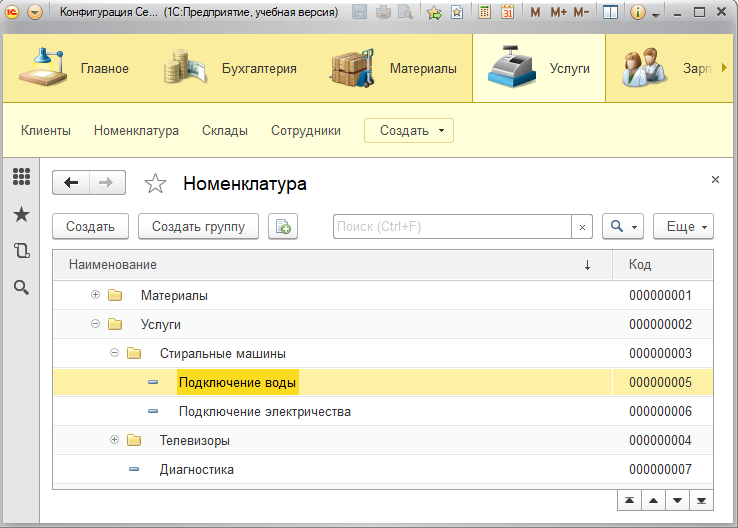 Конфигурация Се... (1С:Предприятие, учебная версия) M M+ M-
Главное Бухгалтерия Материалы Услуги Зарп
Клиенты Номенклатура Склады Сотрудники Создать
Номенклатура
Создать Создать группу Поиск (Ctrl+F) Еще
Наименование Код
Материалы 000000001
Услуги 000000002
Стиральные машины 000000003
Подключение воды 000000005
Подключение электричества 000000006
Телевизоры 000000004
Диагностика 000000007